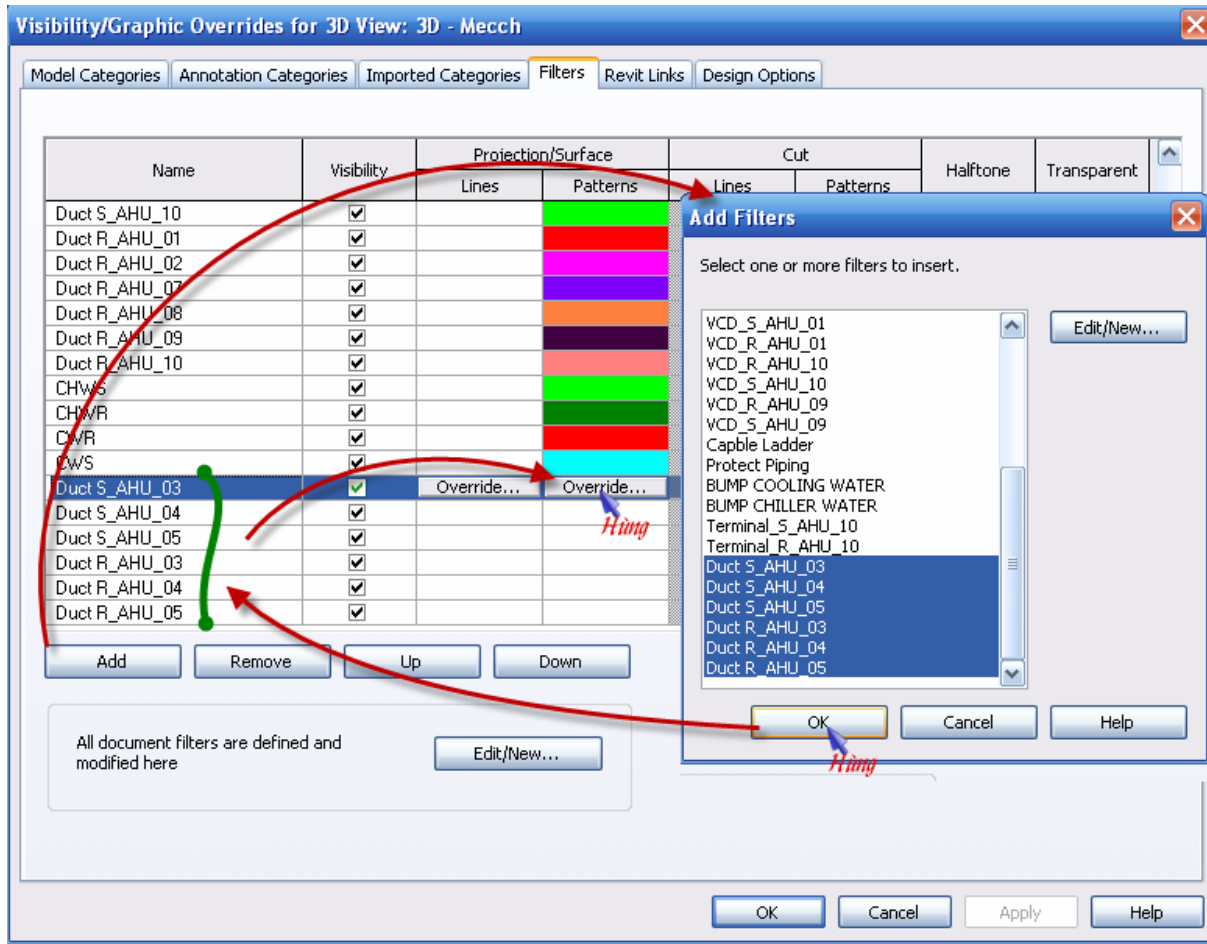 Visibility/Graphic Overrides for 3D View: 3D - Mecch
Model Categories Annotation Categories Imported Categories Filters Revit Links Design Options
Name Visibility Projection/Surface Cut Halftone Transparent
Lines Patterns Lines Patterns
Duct S_AHU_10
Duct R_AHU_01
Duct R_AHU_02
Duct R_AHU_07
Duct R_AHU_08
Duct R_AHU_09
Duct R_AHU_10
CHWS
CHWR
CWR
CWS
Duct S_AHU_03 Override... Override...
Hùng
Duct S_AHU_04
Duct S_AHU_05
Duct R_AHU_03
Duct R_AHU_04
Duct R_AHU_05
Add Remove Up Down
All document filters are defined and
modified here
Edit/New...
Add Filters
Select one or more filters to insert.
Edit/New...
VCD_S_AHU_01
VCD_R_AHU_01
VCD_R_AHU_10
VCD_S_AHU_10
VCD_R_AHU_09
VCD_S_AHU_09
Capble Ladder
Protect Piping
BUMP COOLING WATER
BUMP CHILLER WATER
Terminal_S_AHU_10
Terminal_R_AHU_10
Duct S_AHU_03
Duct S_AHU_04
Duct S_AHU_05
Duct R_AHU_03
Duct R_AHU_04
Duct R_AHU_05
OK Cancel Help
Hùng
OK Cancel Apply Help